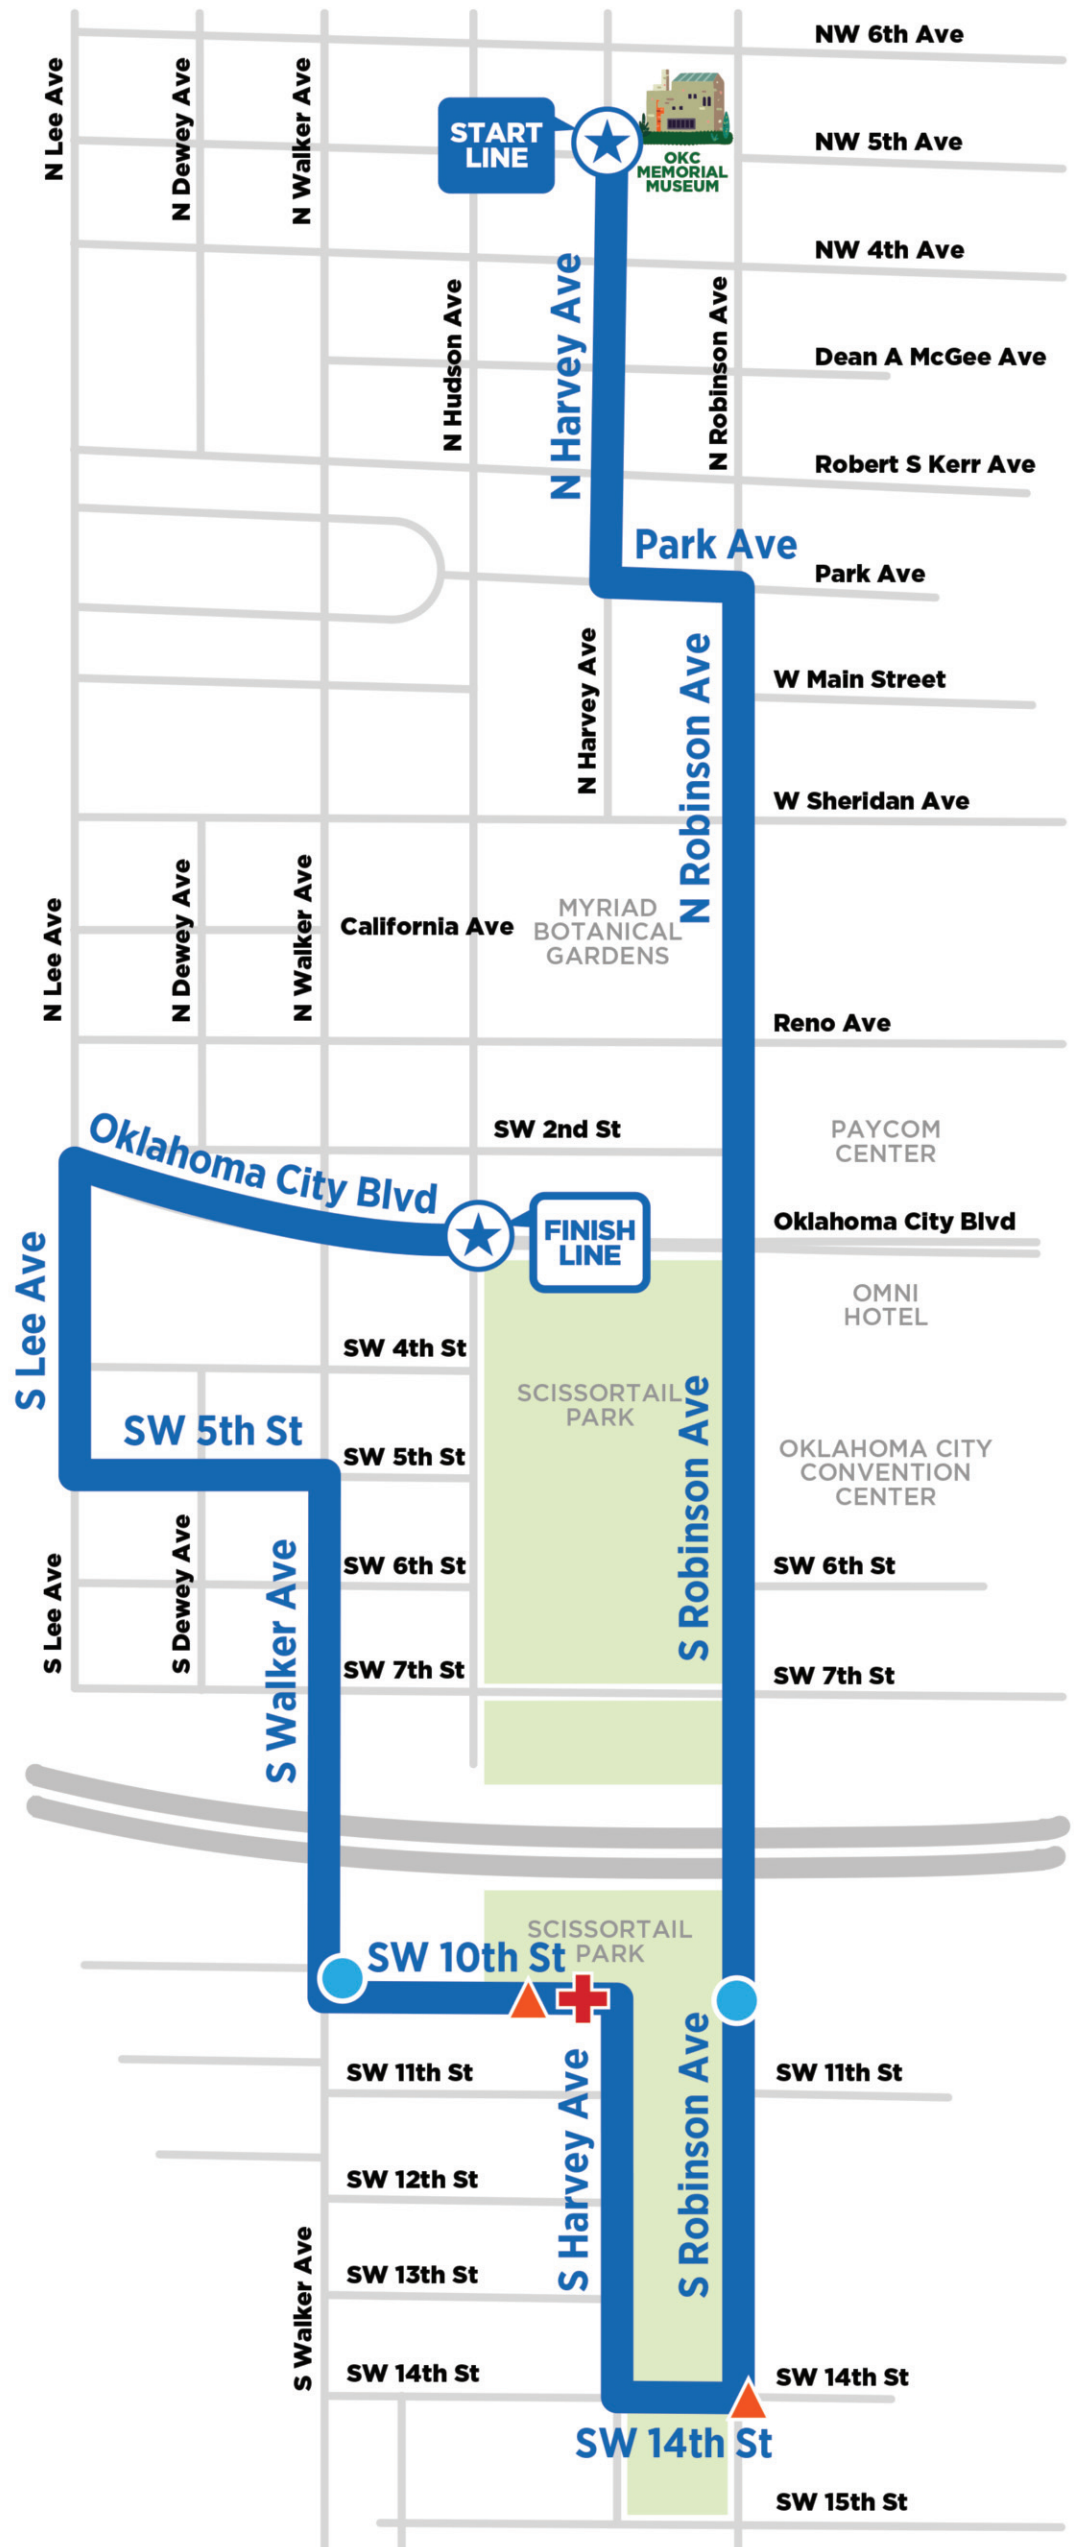 NW 6th Ave
N Lee Ave
N Dewey Ave
N Walker Ave
START
LINE
OKC
MEMORIAL
MUSEUM
NW 5th Ave
NW 4th Ave
N Hudson Ave
N Harvey Ave
N Robinson Ave
Dean A McGee Ave
Robert S Kerr Ave
Park Ave
Park Ave
N Harvey Ave
N Robinson Ave
W Main Street
W Sheridan Ave
N Lee Ave
N Dewey Ave
N Walker Ave
California Ave
MYRIAD
BOTANICAL
GARDENS
Reno Ave
Oklahoma City Blvd
SW 2nd St
PAYCOM
CENTER
FINISH
LINE
Oklahoma City Blvd
OMNI
HOTEL
S Lee Ave
SW 4th St
SCISSORTAIL
PARK
S Robinson Ave
SW 5th St
SW 5th St
OKLAHOMA CITY
CONVENTION
CENTER
S Lee Ave
S Dewey Ave
S Walker Ave
SW 6th St
SW 6th St
SW 7th St
SW 7th St
SCISSORTAIL
PARK
SW 10th St
S Harvey Ave
S Robinson Ave
SW 11th St
SW 11th St
SW 12th St
S Walker Ave
SW 13th St
SW 14th St
SW 14th St
SW 14th St
SW 15th St